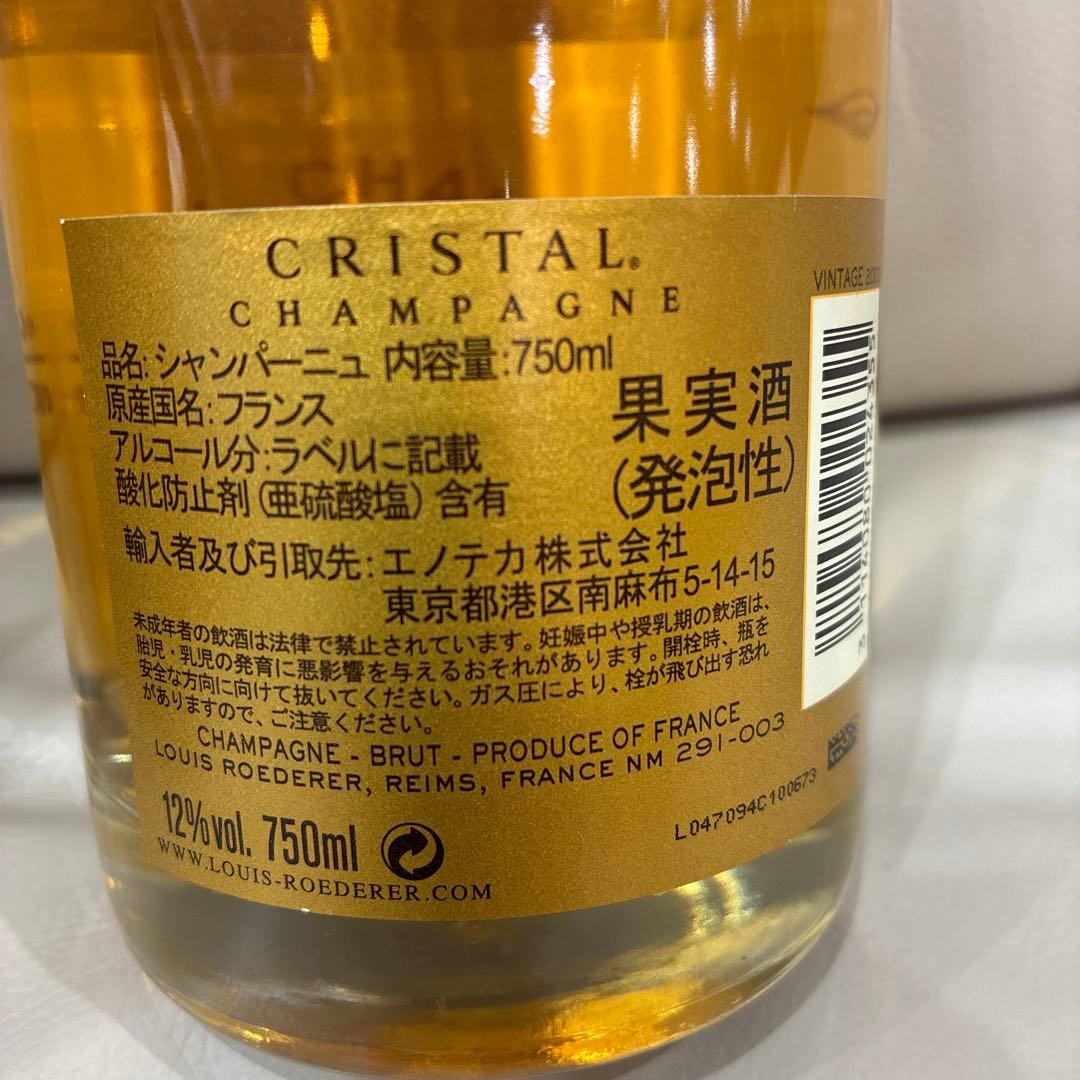 CRISTAL®
CHAMPAGNE
品名: シャンパーニュ 内容量:750ml
原産国名:フランス
アルコール分:ラベルに記載
酸化防止剤(亜硫酸塩)含有
果実酒
(発泡性)
輸入者及び引取先:エノテカ株式会社
東京都港区南麻布5-14-15
未成年者の飲酒は法律で禁止されています。妊娠中や授乳期の飲酒は、
胎児・乳児の発育に悪影響を与えるおそれがあります。開栓時、瓶を
安全な方向に向けて抜いてください。ガス圧により、栓が飛び出す恐れ
がありますので、ご注意ください。
CHAMPAGNE - BRUT - PRODUCE OF FRANCE
LOUIS ROEDERER, REIMS, FRANCE NM 291-003
12%vol. 750ml
WWW.LOUIS-ROEDERER.COM
L047094C100673
VINTAGE